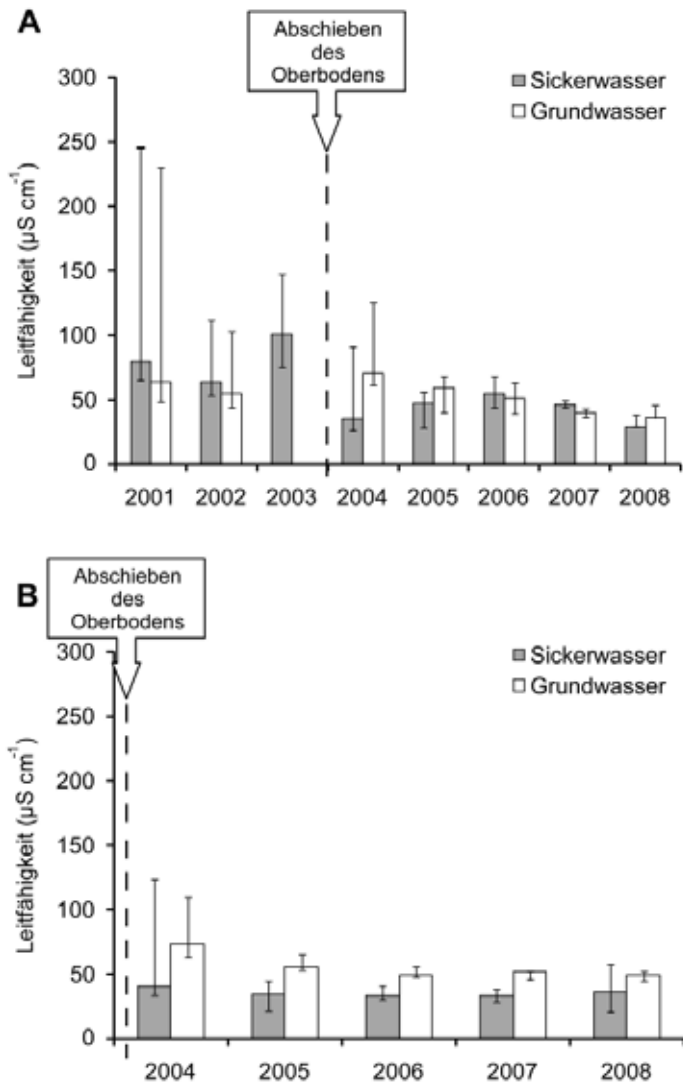 A
Abschieben
des
Oberbodens
Sickerwasser
Grundwasser
Leitfähigkeit (µS cm⁻¹)
300
250
200
150
100
50
0
2001 2002 2003 2004 2005 2006 2007 2008
B
Abschieben
des
Oberbodens
Sickerwasser
Grundwasser
Leitfähigkeit (µS cm⁻¹)
300
250
200
150
100
50
0
2004 2005 2006 2007 2008